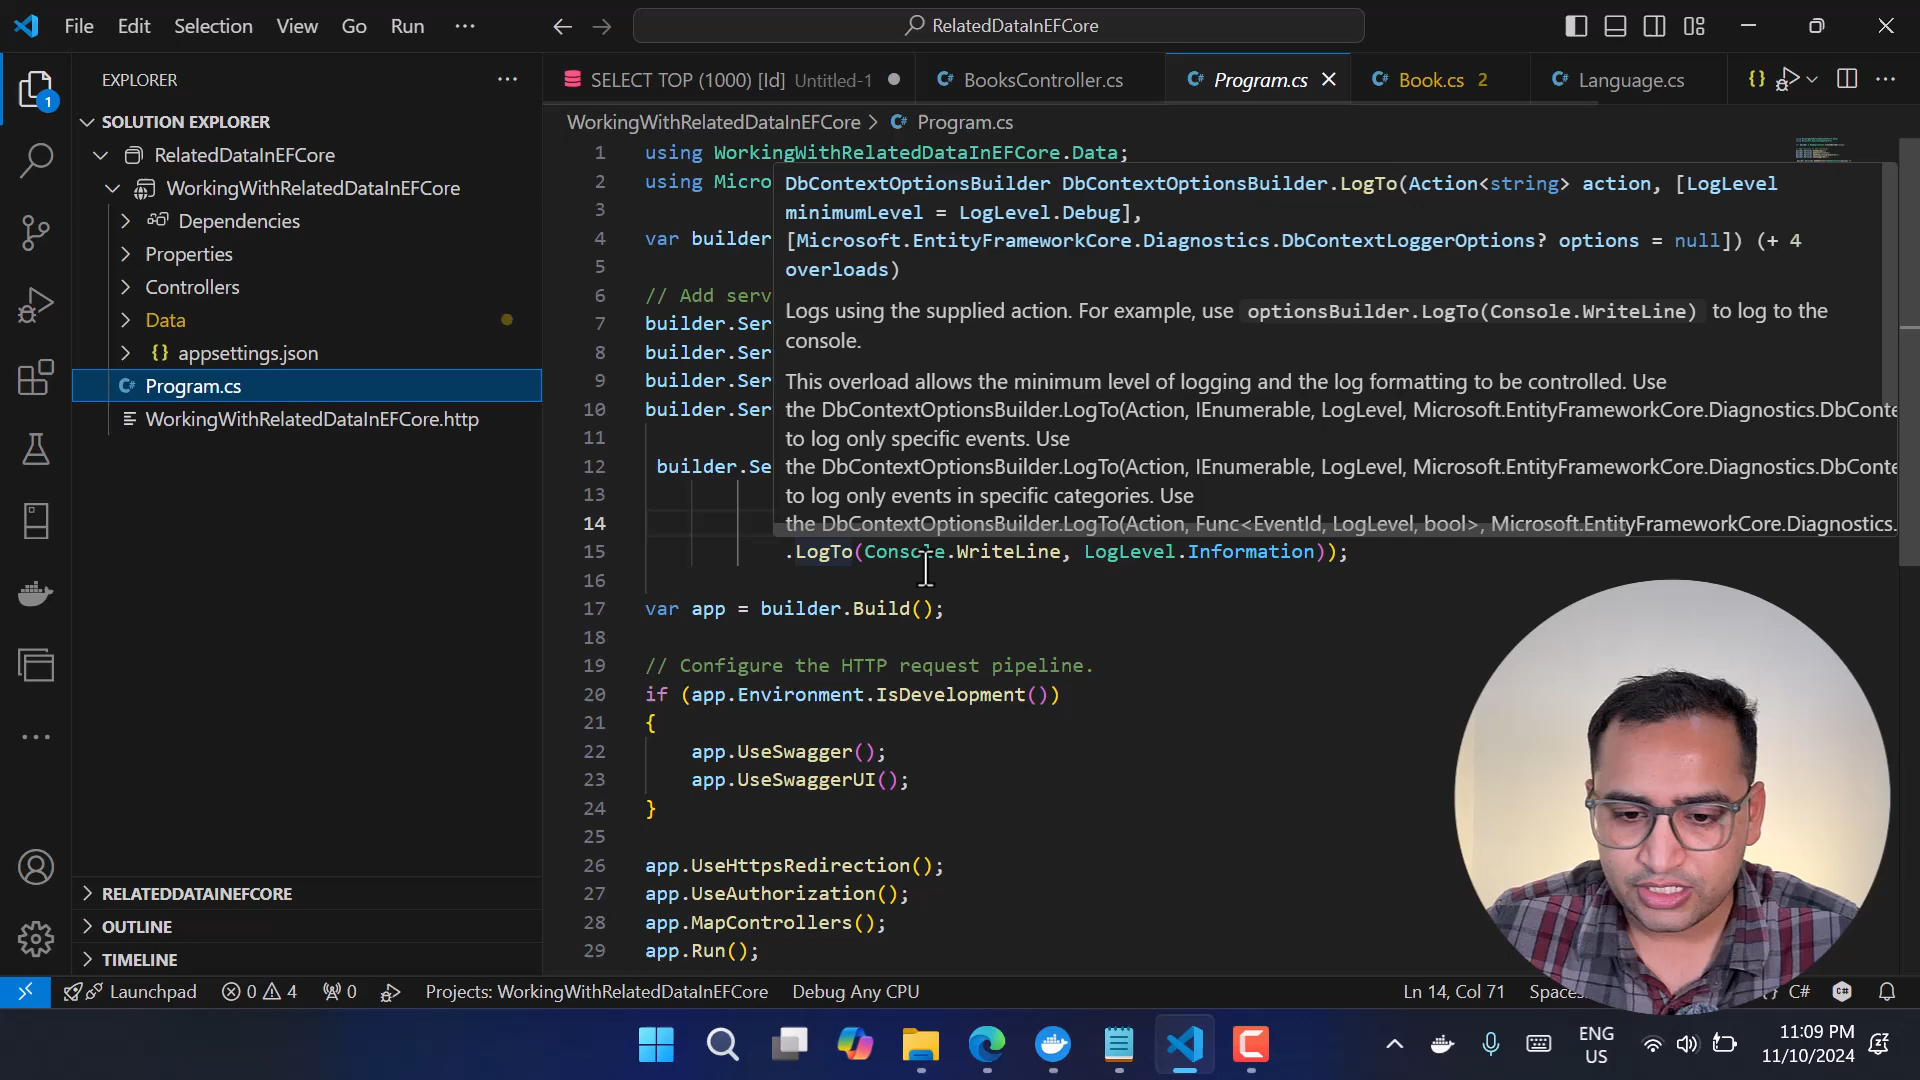 File Edit Selection View Go Run ···
RelatedDataInEFCore
EXPLORER
SELECT TOP (1000) [Id] Untitled-1
BooksController.cs
Program.cs
Book.cs 2
Language.cs
SOLUTION EXPLORER
RelatedDataInEFCore
WorkingWithRelatedDataInEFCore
Dependencies
Properties
Controllers
Data
appsettings.json
Program.cs
WorkingWithRelatedDataInEFCore.http
RELATEDDATAINEFCORE
OUTLINE
TIMELINE
1
WorkingWithRelatedDataInEFCore > Program.cs
1 using WorkingWithRelatedDataInEFCore.Data;
2 using Micro
3
4 var builder
5
6 // Add serv
7 builder.Ser
8 builder.Ser
9 builder.Ser
10 builder.Ser
11
12 builder.Se
13
14
15 .LogTo(Console.WriteLine, LogLevel.Information));
16
17 var app = builder.Build();
18
19 // Configure the HTTP request pipeline.
20 if (app.Environment.IsDevelopment())
21 {
22 app.UseSwagger();
23 app.UseSwaggerUI();
24 }
25
26 app.UseHttpsRedirection();
27 app.UseAuthorization();
28 app.MapControllers();
29 app.Run();
DbContextOptionsBuilder DbContextOptionsBuilder.LogTo(Action<string> action, [LogLevel
minimumLevel = LogLevel.Debug],
[Microsoft.EntityFrameworkCore.Diagnostics.DbContextLoggerOptions? options = null]) (+ 4
overloads)
Logs using the supplied action. For example, use optionsBuilder.LogTo(Console.WriteLine) to log to the
console.
This overload allows the minimum level of logging and the log formatting to be controlled. Use
the DbContextOptionsBuilder.LogTo(Action, IEnumerable, LogLevel, Microsoft.EntityFrameworkCore.Diagnostics.DbConte
to log only specific events. Use
the DbContextOptionsBuilder.LogTo(Action, IEnumerable, LogLevel, Microsoft.EntityFrameworkCore.Diagnostics.DbConte
to log only events in specific categories. Use
the DbContextOptionsBuilder.LogTo(Action, Func<EventId, LogLevel, bool>, Microsoft.EntityFrameworkCore.Diagnostics.
Launchpad 0 4 0 Projects: WorkingWithRelatedDataInEFCore Debug Any CPU
Ln 14, Col 71 Spaces C#
ENG
US
11:09 PM
11/10/2024